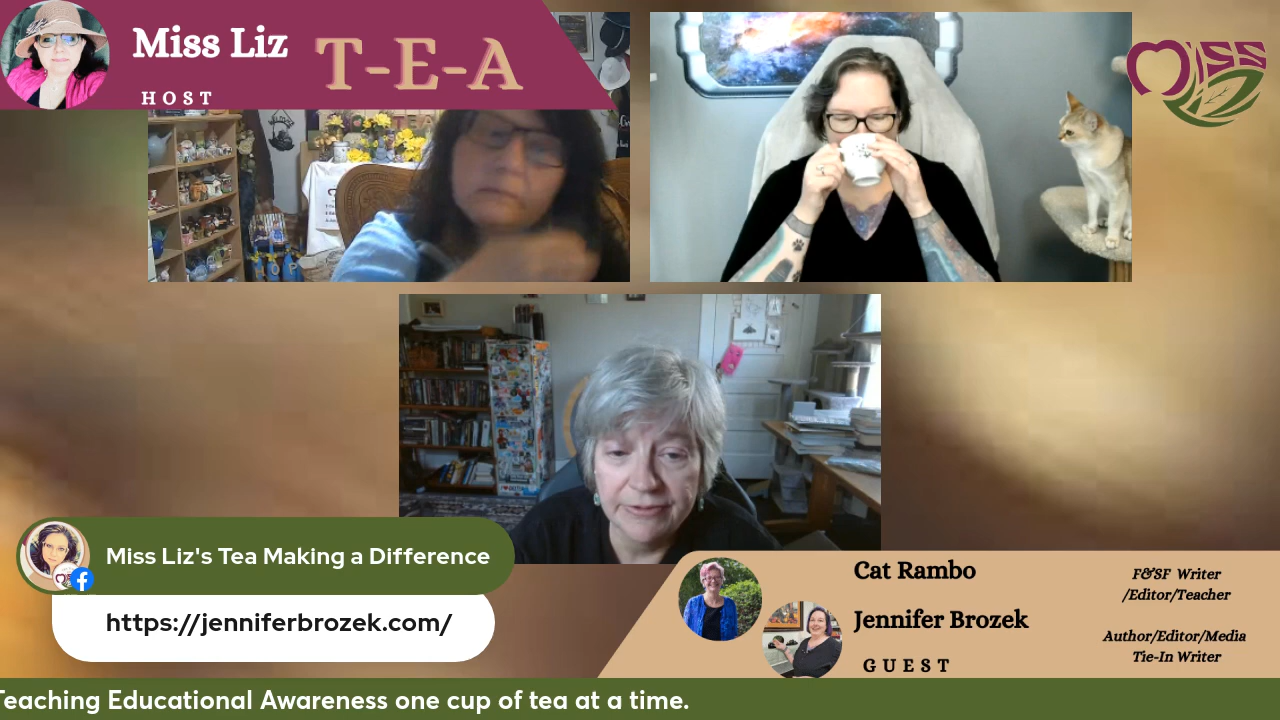 Miss Liz
HOST
T-E-A
MISS
Miss Liz's Tea Making a Difference
https://jenniferbrozek.com/
Cat Rambo
Jennifer Brozek
GUEST
F&SF Writer
/Editor/Teacher
Author/Editor/Media
Tie-In Writer
Teaching Educational Awareness one cup of tea at a time.